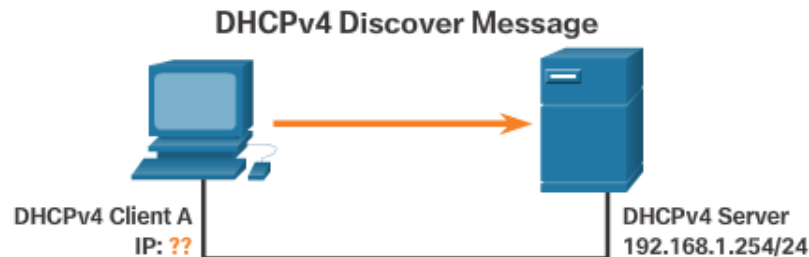 DHCPv4 Discover Message
DHCPv4 Client A
IP: ??
DHCPv4 Server
192.168.1.254/24